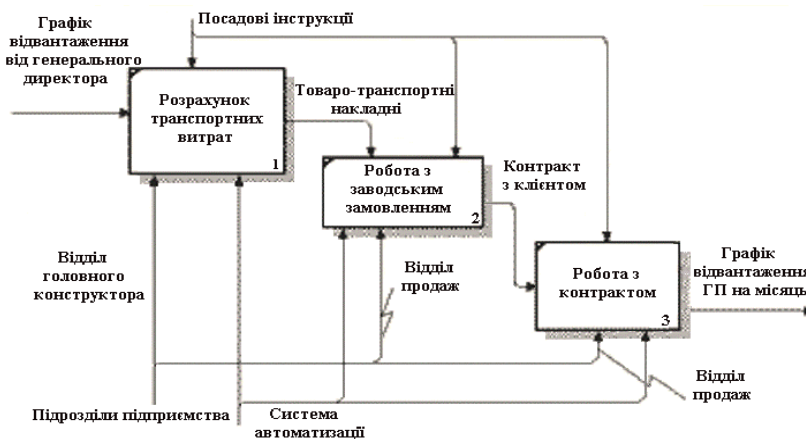 Графік
відвантаження
від генерального
директора
Посадові інструкції
Розрахунок
транспортних
витрат
1
Товаро-транспортні
накладні
Робота з
заводським
замовленням
2
Контракт
з клієнтом
Відділ
головного
конструктора
Відділ
продаж
Робота з
контрактом
3
Графік
відвантаження
ГП на місяць
Відділ
продаж
Підрозділи підприємства
Система
автоматизації